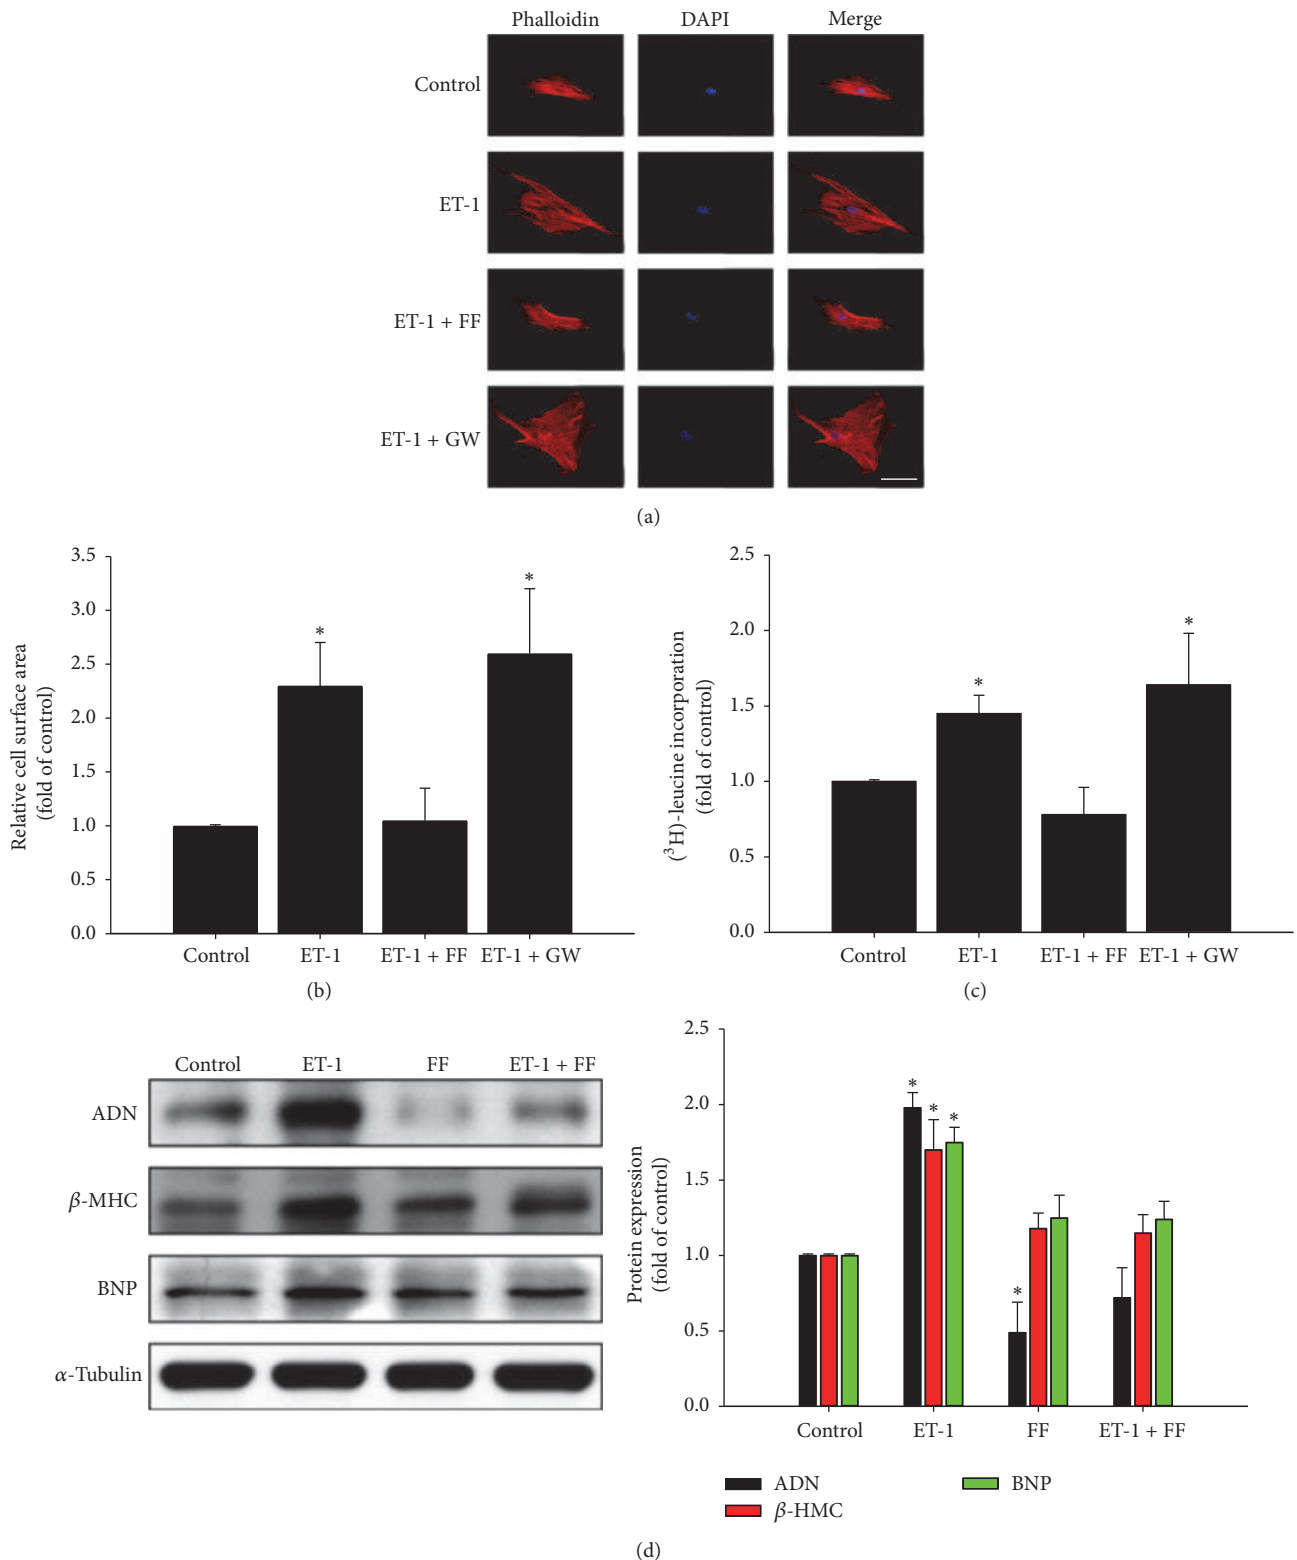 Phalloidin DAPI Merge
Control
ET-1
ET-1 + FF
ET-1 + GW
(a)
Relative cell surface area
(fold of control)
3.5
3.0
2.5
2.0
1.5
1.0
0.5
0.0
*
*
Control ET-1 ET-1 + FF ET-1 + GW
(b)
(³H)-leucine incorporation
(fold of control)
2.5
2.0
1.5
1.0
0.5
0.0
*
*
Control ET-1 ET-1 + FF ET-1 + GW
(c)
Control ET-1 FF ET-1 + FF
ADN
β-MHC
BNP
α-Tubulin
Protein expression
(fold of control)
2.5
2.0
1.5
1.0
0.5
0.0
* * *
*
Control ET-1 FF ET-1 + FF
ADN BNP
β-HMC
(d)